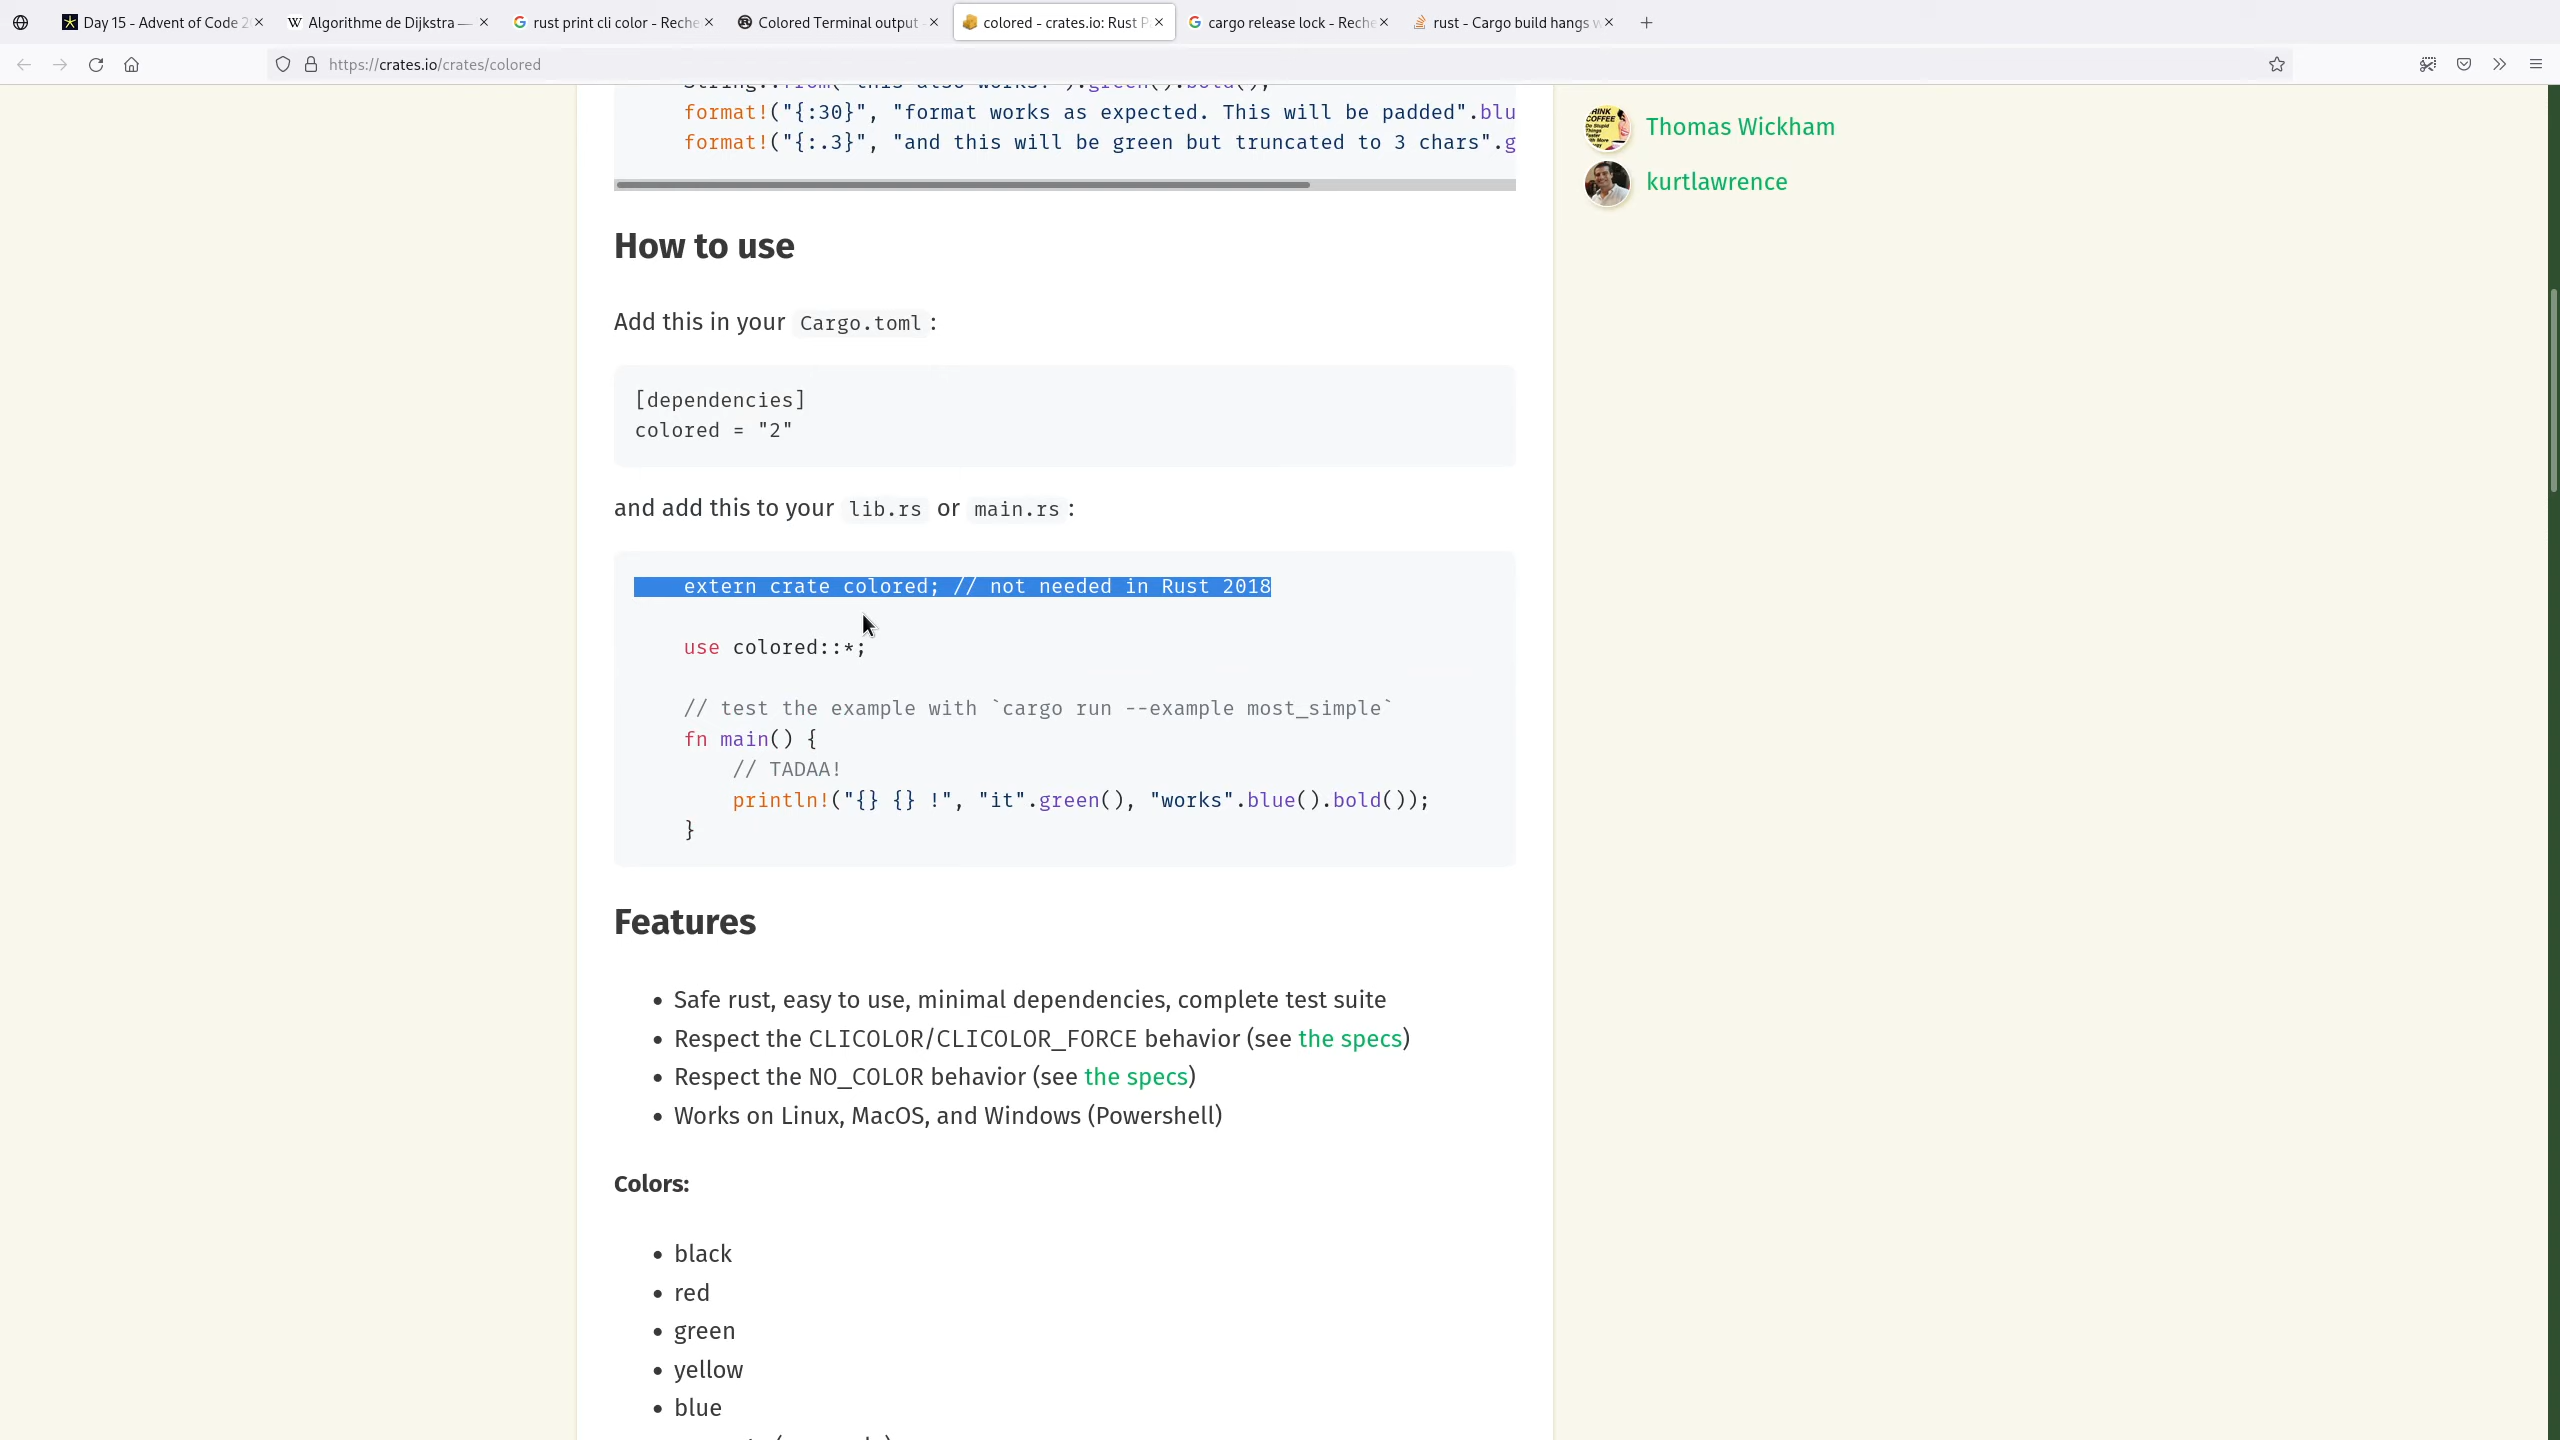 Day 15 - Advent of Code 2
Algorithme de Dijkstra —
rust print cli color - Reche
Colored Terminal output -
colored - crates.io: Rust P
cargo release lock - Reche
rust - Cargo build hangs w
https://crates.io/crates/colored
format!("{:30}", "format works as expected. This will be padded".blu
format!("{:.3}", "and this will be green but truncated to 3 chars".g
Thomas Wickham
kurtlawrence
How to use
Add this in your Cargo.toml:
[dependencies]
colored = "2"
and add this to your lib.rs or main.rs:
extern crate colored; // not needed in Rust 2018
use colored::*;
// test the example with `cargo run --example most_simple`
fn main() {
// TADAA!
println!("{} {} !", "it".green(), "works".blue().bold());
}
Features
• Safe rust, easy to use, minimal dependencies, complete test suite
• Respect the CLICOLOR/CLICOLOR_FORCE behavior (see the specs)
• Respect the NO_COLOR behavior (see the specs)
• Works on Linux, MacOS, and Windows (Powershell)
Colors:
• black
• red
• green
• yellow
• blue